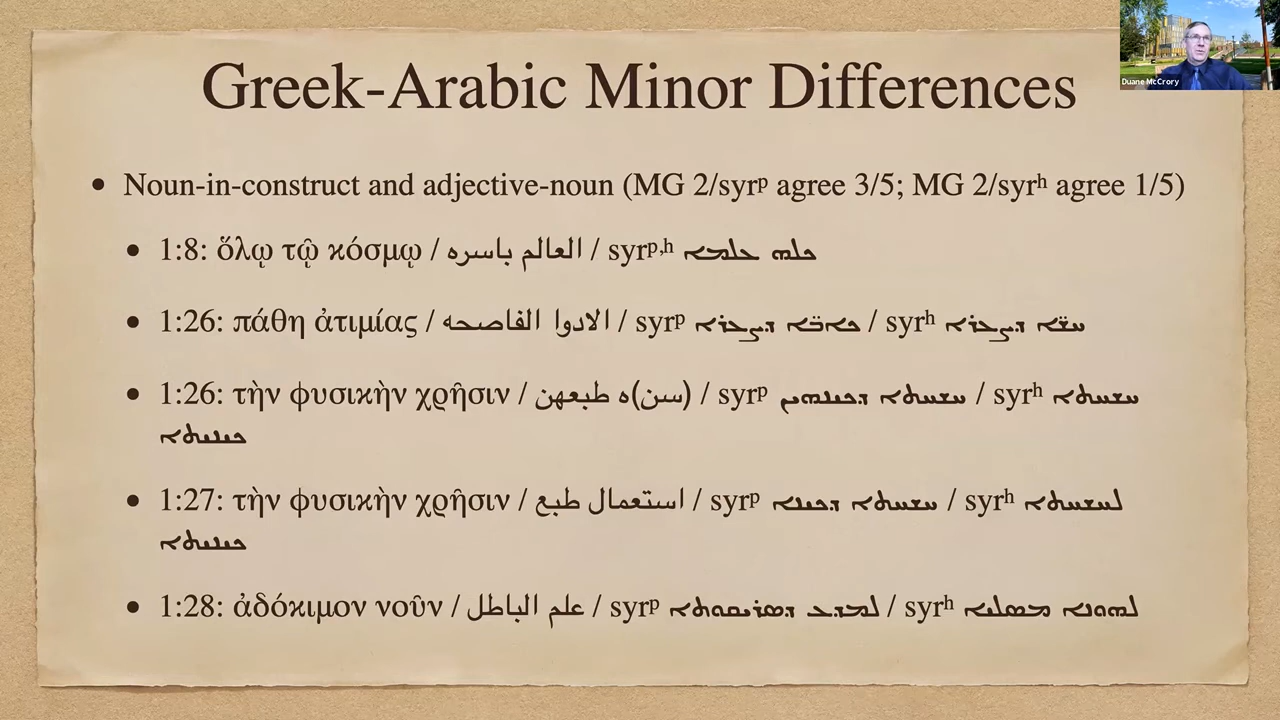 Greek-Arabic Minor Differences
Duane McCrory
• Noun-in-construct and adjective-noun (MG 2/syrᵖ agree 3/5; MG 2/syrʰ agree 1/5)
• 1:8: ὅλῳ τῷ κόσμῳ / العالم باسره / syrᵖ,ʰ ܟܠܗ ܥܠܡܐ
• 1:26: πάθη ἀτιμίας / الادوا الفاصحه / syrᵖ ܟܐܒ̈ܐ ܕܨܥܪܐ / syrʰ ܚܫ̈ܐ ܕܨܥܪܐ
• 1:26: τὴν φυσικὴν χρῆσιν / (سن)ه طبعهن / syrᵖ ܚܫܚܬܐ ܕܟܝܢܗܝܢ / syrʰ ܚܫܚܬܐ
ܟܝܢܝܬܐ
• 1:27: τὴν φυσικὴν χρῆσιν / استعمال طبع / syrᵖ ܚܫܚܬܐ ܕܟܝܢܐ / syrʰ ܠܚܫܚܬܐ
ܟܝܢܝܬܐ
• 1:28: ἀδόκιμον νοῦν / علم الباطل / syrᵖ ܠܡܕܥ ܕܣܪܝܩܘܬܐ / syrʰ ܠܗܘܢܐ ܡܣܠܝܐ